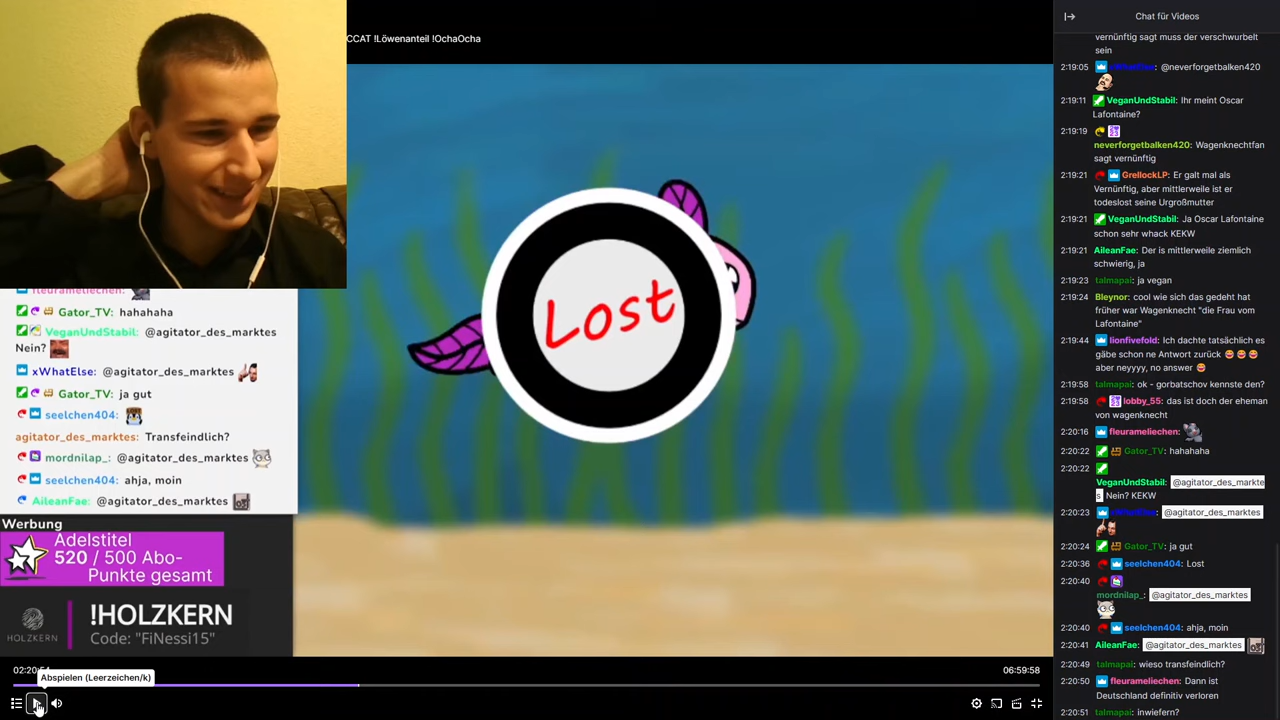 CCAT !Löwenanteil !OchaOcha
Lost
fleurameliechen:
Gator_TV: hahahaha
VeganUndStabil: @agitator_des_marktes
Nein?
xWhatElse: @agitator_des_marktes
Gator_TV: ja gut
seelchen404:
agitator_des_marktes: Transfeindlich?
mordnilap_: @agitator_des_marktes
seelchen404: ahja, moin
AileanFae: @agitator_des_marktes
Werbung
Adelstitel
520 / 500 Abo-
Punkte gesamt
HOLZKERN
!HOLZKERN
Code: "FiNessi15"
02:20:54
Abspielen (Leerzeichen/k)
06:59:58
Chat für Videos
vernünftig sagt muss der verschwurbelt
sein
2:19:05 xWhatElse: @neverforgetbalken420
2:19:11 VeganUndStabil: Ihr meint Oscar
Lafontaine?
2:19:19
neverforgetbalken420: Wagenknechtfan
sagt vernünftig
2:19:21 GrellockLP: Er galt mal als
Vernünftig, aber mittlerweile ist er
todeslost seine Urgroßmutter
2:19:21 VeganUndStabil: Ja Oscar Lafontaine
schon sehr whack KEKW
2:19:21 AileanFae: Der is mittlerweile ziemlich
schwierig, ja
2:19:23 talmapai: ja vegan
2:19:24 Bleynor: cool wie sich das gedeht hat
früher war Wagenknecht "die Frau vom
Lafontaine"
2:19:44 lionfivefold: Ich dachte tatsächlich es
gäbe schon ne Antwort zurück
aber neyyyy, no answer
2:19:58 talmapai: ok - gorbatschov kennste den?
2:19:58 lobby_55: das ist doch der eheman
von wagenknecht
2:20:16 fleurameliechen:
2:20:22 Gator_TV: hahahaha
2:20:22
VeganUndStabil: @agitator_des_markte
s Nein? KEKW
2:20:23 xWhatElse: @agitator_des_marktes
2:20:24 Gator_TV: ja gut
2:20:36 seelchen404: Lost
2:20:40
mordnilap_: @agitator_des_marktes
2:20:40 seelchen404: ahja, moin
2:20:41 AileanFae: @agitator_des_marktes
2:20:49 talmapai: wieso transfeindlich?
2:20:50 fleurameliechen: Dann ist
Deutschland definitiv verloren
2:20:51 talmapai: inwiefern?